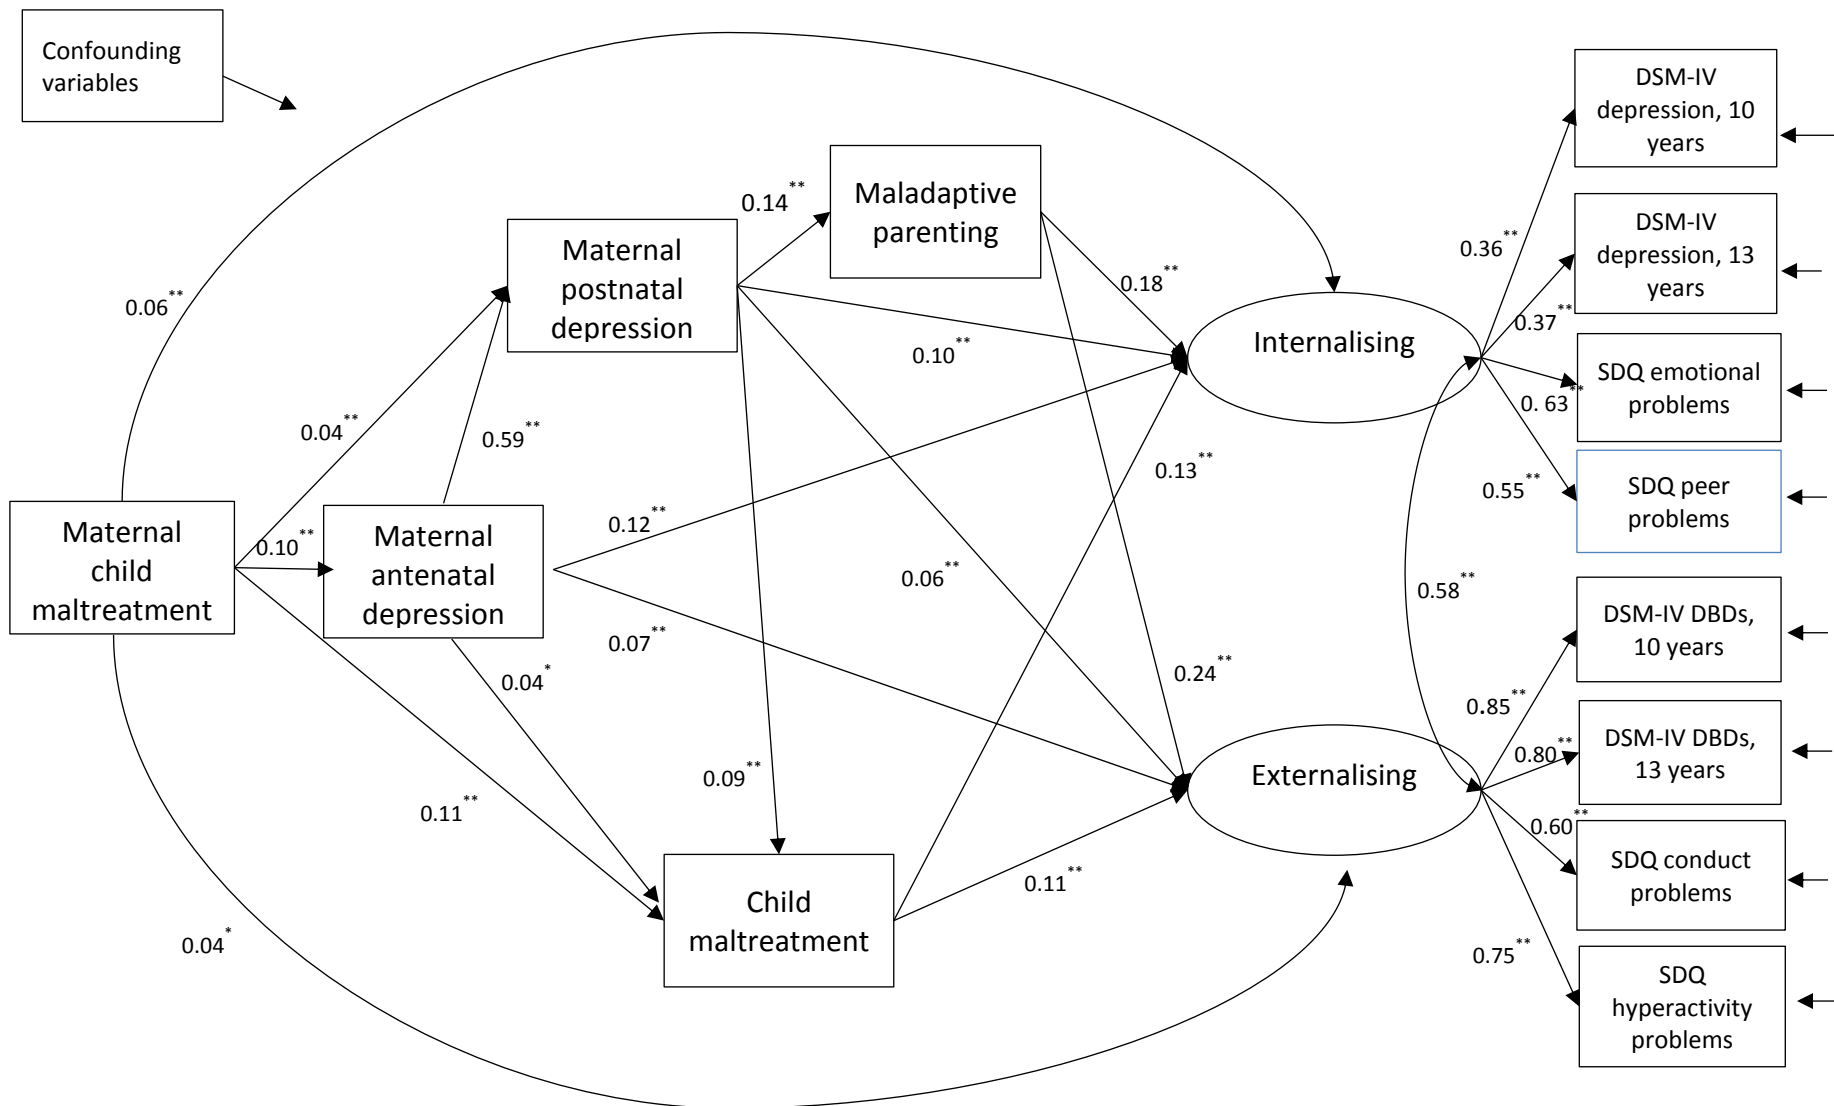 Confounding
variables
DSM-IV
depression, 10
years
Maladaptive
parenting
0.14**
Maternal
postnatal
depression
DSM-IV
depression, 13
years
0.36**
0.18**
0.06**
0.37**
Internalising
0.10**
SDQ emotional
problems
0. 63**
0.04**
0.59**
0.13**
0.55**
SDQ peer
problems
Maternal
child
maltreatment
0.10**
Maternal
antenatal
depression
0.12**
0.06**
0.58**
0.07**
DSM-IV DBDs,
10 years
0.04*
0.24**
0.85**
0.80**
DSM-IV DBDs,
13 years
0.09**
Externalising
0.11**
0.60**
SDQ conduct
problems
0.11**
Child
maltreatment
0.04*
0.75**
SDQ
hyperactivity
problems